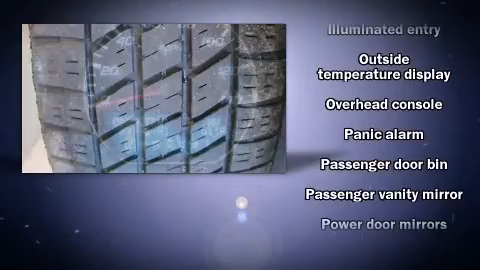 Illuminated entry
Outside
temperature display
Overhead console
Panic alarm
Passenger door bin
Passenger vanity mirror
Power door mirrors